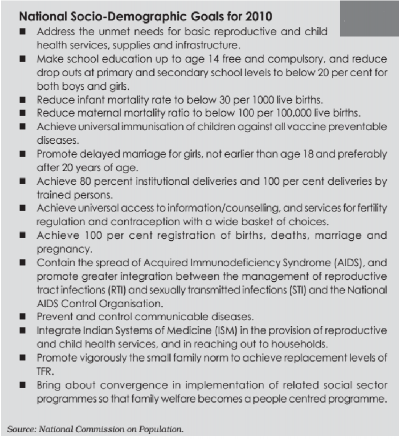 National Socio-Demographic Goals for 2010
■ Address the unmet needs for basic reproductive and child
health services, supplies and infrastructure.
■ Make school education up to age 14 free and compulsory, and reduce
drop outs at primary and secondary school levels to below 20 per cent for
both boys and girls.
■ Reduce infant mortality rate to below 30 per 1000 live births.
■ Reduce maternal mortality ratio to below 100 per 100,000 live births.
■ Achieve universal immunisation of children against all vaccine preventable
diseases.
■ Promote delayed marriage for girls, not earlier than age 18 and preferably
after 20 years of age.
■ Achieve 80 percent institutional deliveries and 100 per cent deliveries by
trained persons.
■ Achieve universal access to information/counselling, and services for fertility
regulation and contraception with a wide basket of choices.
■ Achieve 100 per cent registration of births, deaths, marriage and
pregnancy.
■ Contain the spread of Acquired Immunodeficiency Syndrome (AIDS), and
promote greater integration between the management of reproductive
tract infections (RTI) and sexually transmitted infections (STI) and the National
AIDS Control Organisation.
■ Prevent and control communicable diseases.
■ Integrate Indian Systems of Medicine (ISM) in the provision of reproductive
and child health services, and in reaching out to households.
■ Promote vigorously the small family norm to achieve replacement levels of
TFR.
■ Bring about convergence in implementation of related social sector
programmes so that family welfare becomes a people centred programme.
Source: National Commission on Population.